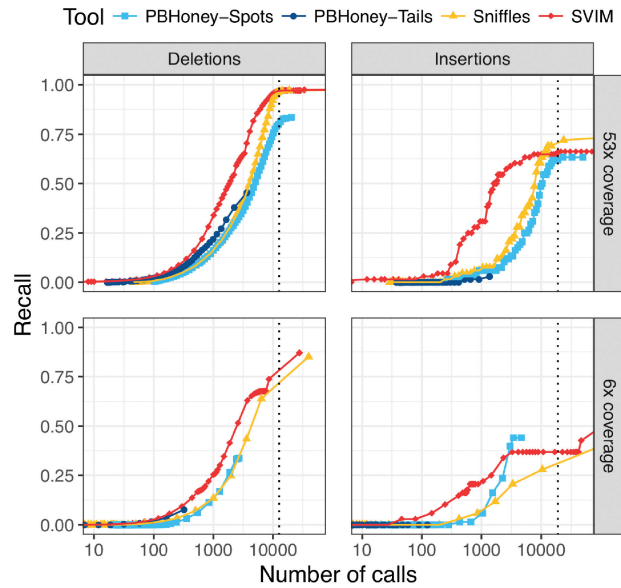 Tool PBHoney-Spots PBHoney-Tails Sniffles SVIM
Deletions Insertions
1.00
0.75
0.50
0.25
0.00
53x coverage
Recall
1.00
0.75
0.50
0.25
0.00
6x coverage
10 100 1000 10000 10 100 1000 10000
Number of calls